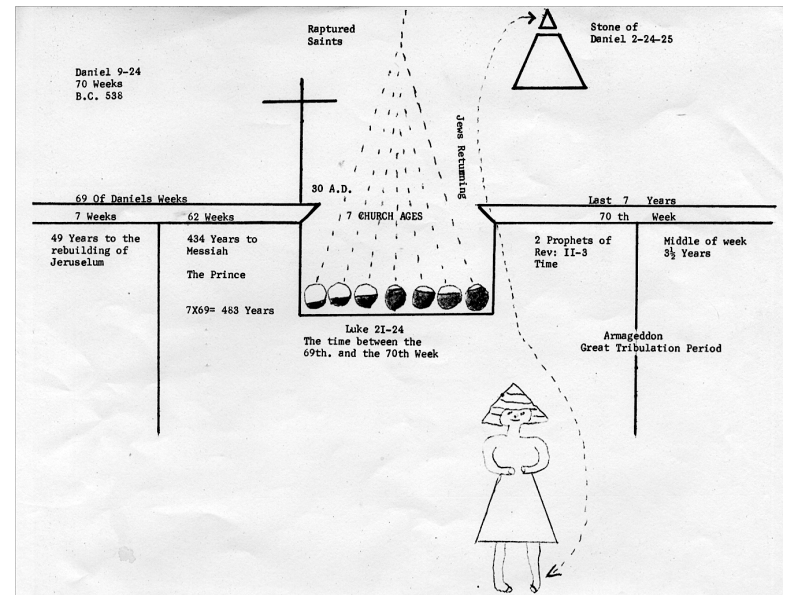 Raptured
Saints
Stone of
Daniel 2-24-25
Daniel 9-24
70 Weeks
B.C. 538
Jews Retumning
30 A.D.
69 Of Daniels Weeks
7 Weeks
62 Weeks
7 CHURCH AGES
Last 7 Years
70 th Week
49 Years to the
rebuilding of
Jeruselum
434 Years to
Messiah
The Prince
7X69= 483 Years
2 Prophets of
Rev: II-3
Time
Middle of week
3½ Years
Luke 2I-24
The time between the
69th. and the 70th Week
Armageddon
Great Tribulation Period